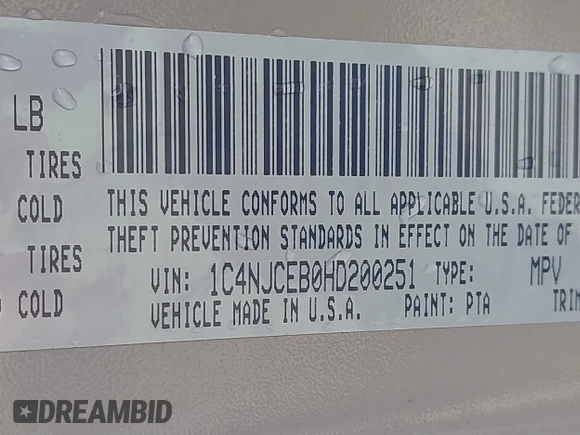 LB
TIRES
COLD
TIRES
COLD
THIS VEHICLE CONFORMS TO ALL APPLICABLE U.S.A. FEDER
THEFT PREVENTION STANDARDS IN EFFECT ON THE DATE OF
VIN: 1C4NJCEB0HD200251 TYPE: MPV
VEHICLE MADE IN U.S.A. PAINT: PTA TRIM
DREAMBID